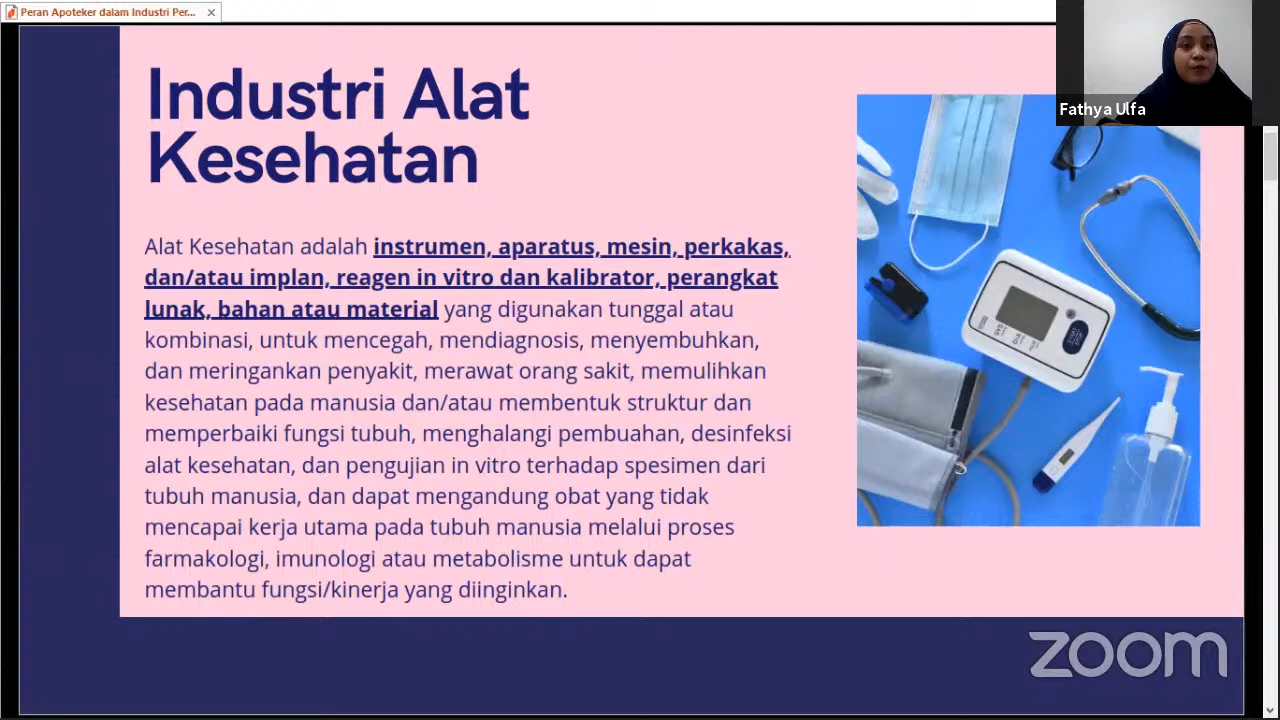 Peran Apoteker dalam Industri Per...
Fathya Ulfa
Industri Alat
Kesehatan
Alat Kesehatan adalah instrumen, aparatus, mesin, perkakas,
dan/atau implan, reagen in vitro dan kalibrator, perangkat
lunak, bahan atau material yang digunakan tunggal atau
kombinasi, untuk mencegah, mendiagnosis, menyembuhkan,
dan meringankan penyakit, merawat orang sakit, memulihkan
kesehatan pada manusia dan/atau membentuk struktur dan
memperbaiki fungsi tubuh, menghalangi pembuahan, desinfeksi
alat kesehatan, dan pengujian in vitro terhadap spesimen dari
tubuh manusia, dan dapat mengandung obat yang tidak
mencapai kerja utama pada tubuh manusia melalui proses
farmakologi, imunologi atau metabolisme untuk dapat
membantu fungsi/kinerja yang diinginkan.
SYS
DIA
zoom